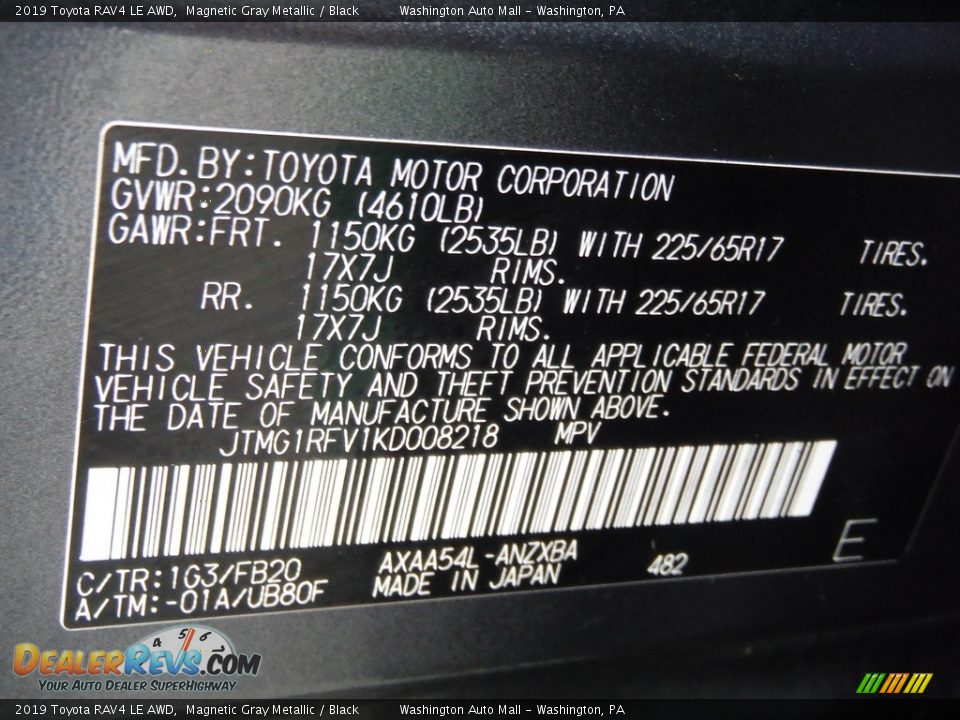 2019 Toyota RAV4 LE AWD, Magnetic Gray Metallic / Black Washington Auto Mall - Washington, PA
MFD.BY:TOYOTA MOTOR CORPORATION
GVWR:2090KG (4610LB)
GAWR:FRT. 1150KG (2535LB) WITH 225/65R17 TIRES.
17X7J RIMS.
RR. 1150KG (2535LB) WITH 225/65R17 TIRES.
17X7J RIMS.
THIS VEHICLE CONFORMS TO ALL APPLICABLE FEDERAL MOTOR
VEHICLE SAFETY AND THEFT PREVENTION STANDARDS IN EFFECT ON
THE DATE OF MANUFACTURE SHOWN ABOVE.
JTMG1RFV1KD008218 MPV
E
C/TR:1G3/FB20 AXAA54L-ANZXBA 482
A/TM:-01A/UB80F MADE IN JAPAN
4 5 6
DEALERREVS.COM
YOUR AUTO DEALER SUPERHIGHWAY
2019 Toyota RAV4 LE AWD, Magnetic Gray Metallic / Black Washington Auto Mall - Washington, PA